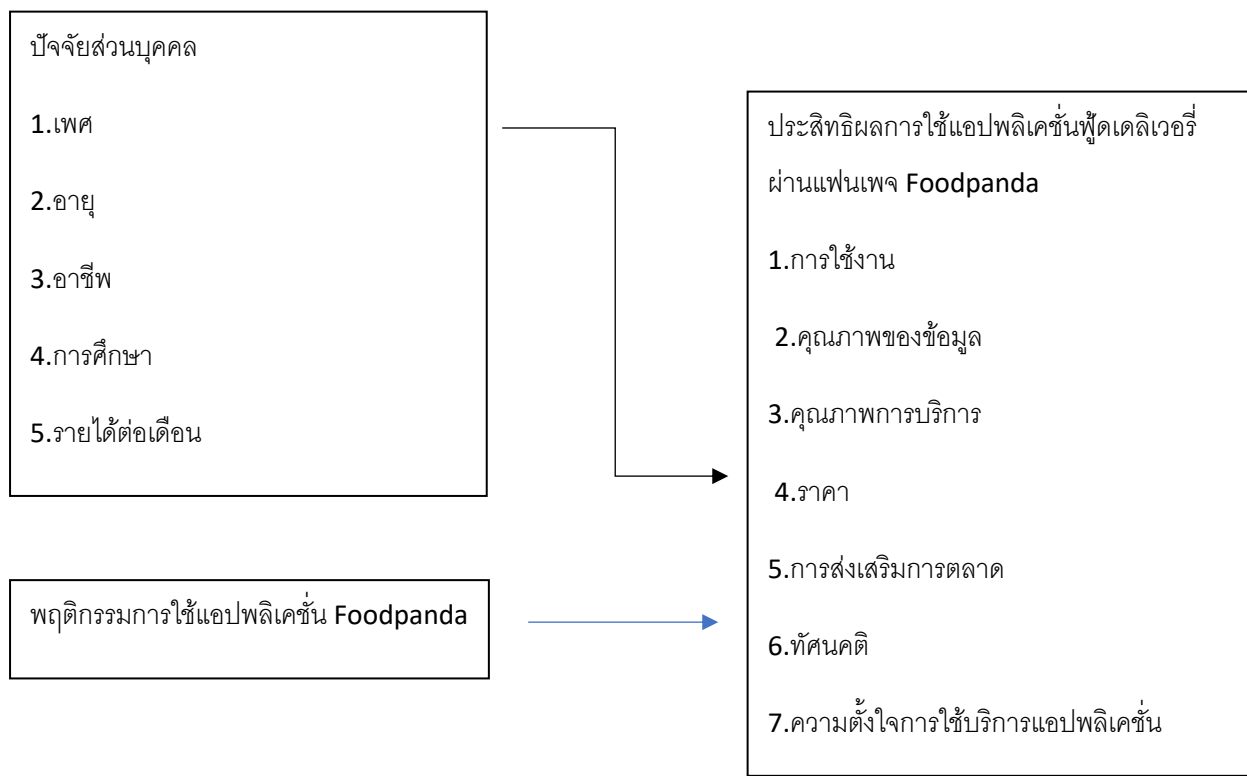 ปัจจัยส่วนบุคคล
1.เพศ
2.อายุ
3.อาชีพ
4.การศึกษา
5.รายได้ต่อเดือน
พฤติกรรมการใช้แอปพลิเคชั่น Foodpanda
ประสิทธิผลการใช้แอปพลิเคชั่นฟู้ดเดลิเวอรี่
ผ่านแฟนเพจ Foodpanda
1.การใช้งาน
2.คุณภาพของข้อมูล
3.คุณภาพการบริการ
4.ราคา
5.การส่งเสริมการตลาด
6.ทัศนคติ
7.ความตั้งใจการใช้บริการแอปพลิเคชั่น